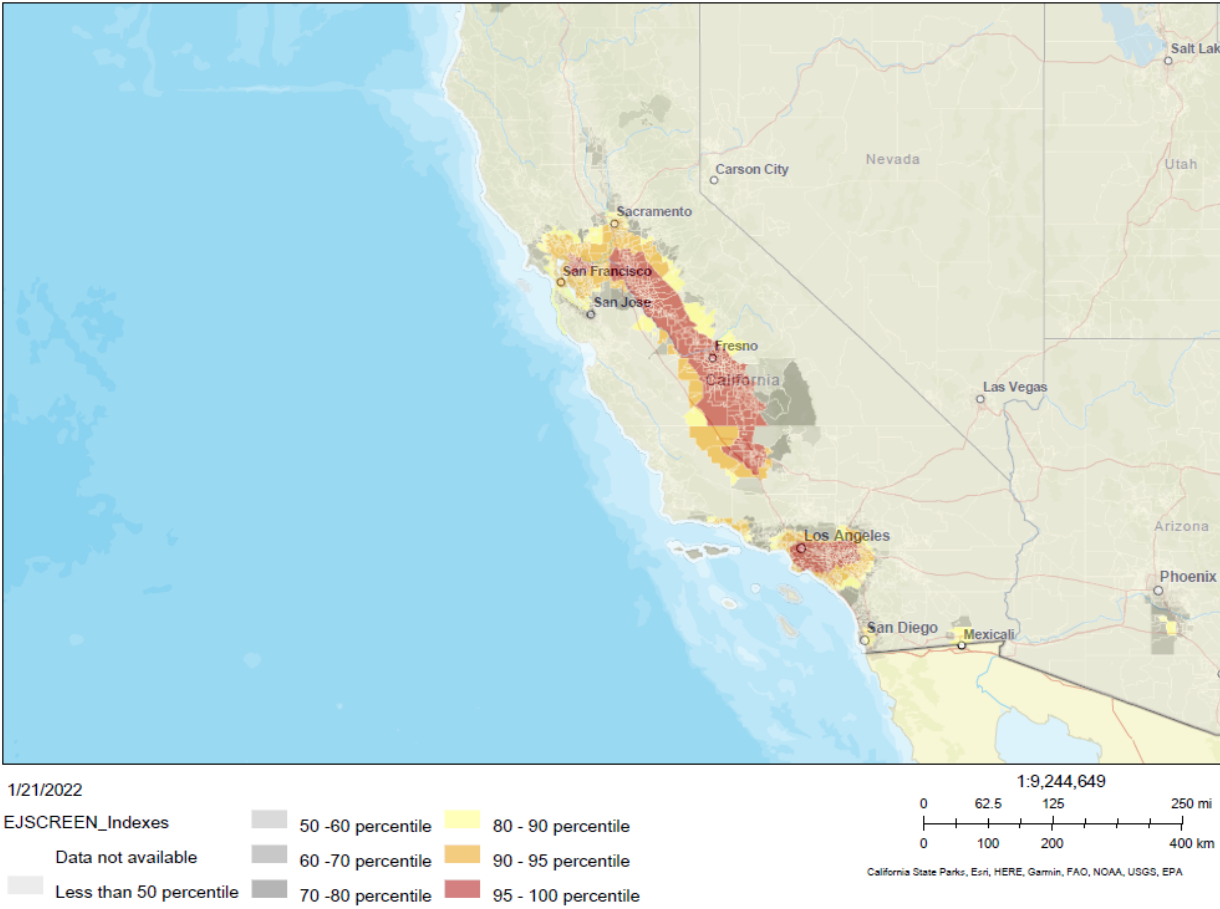 Salt Lak
Nevada
Carson City
Utah
Sacramento
San Francisco
San Jose
Fresno
California
Las Vegas
Arizona
Los Angeles
Phoenix
San Diego
Mexicali
1/21/2022
1:9,244,649
0 62.5 125 250 mi
0 100 200 400 km
California State Parks, Esri, HERE, Garmin, FAO, NOAA, USGS, EPA
EJSCREEN_Indexes
Data not available
Less than 50 percentile
50 -60 percentile
60 -70 percentile
70 -80 percentile
80 - 90 percentile
90 - 95 percentile
95 - 100 percentile